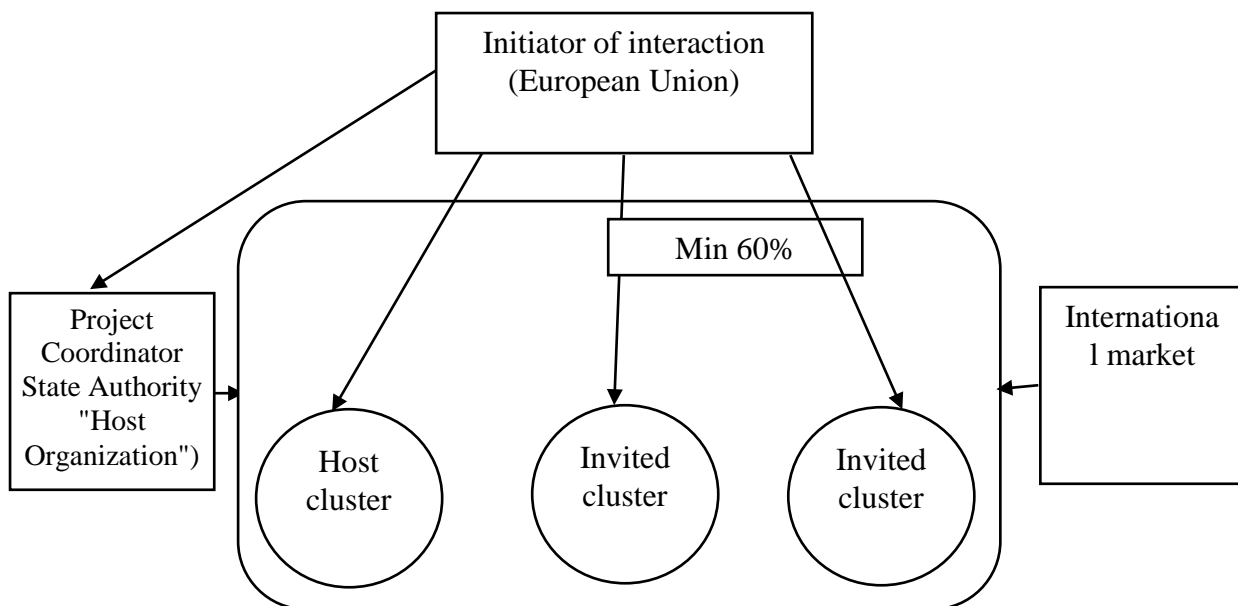 Initiator of interaction
(European Union)
Min 60%
Project
Coordinator
State Authority
"Host
Organization")
Internationa
l market
Host
cluster
Invited
cluster
Invited
cluster